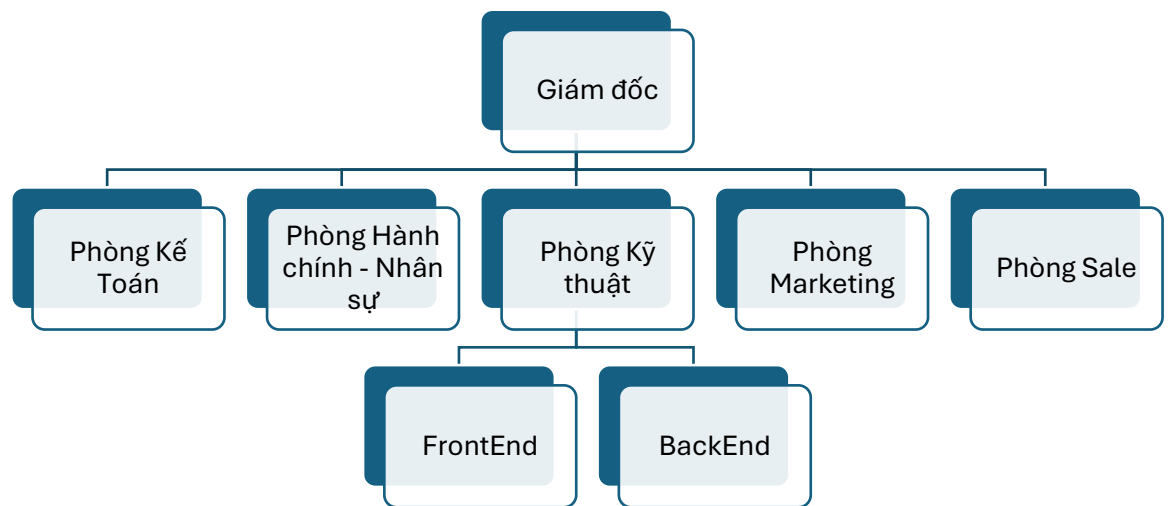 Giám đốc
Phòng Kế
Toán
Phòng Hành
chính - Nhân
sự
Phòng Kỹ
thuật
Phòng
Marketing
Phòng Sale
FrontEnd
BackEnd